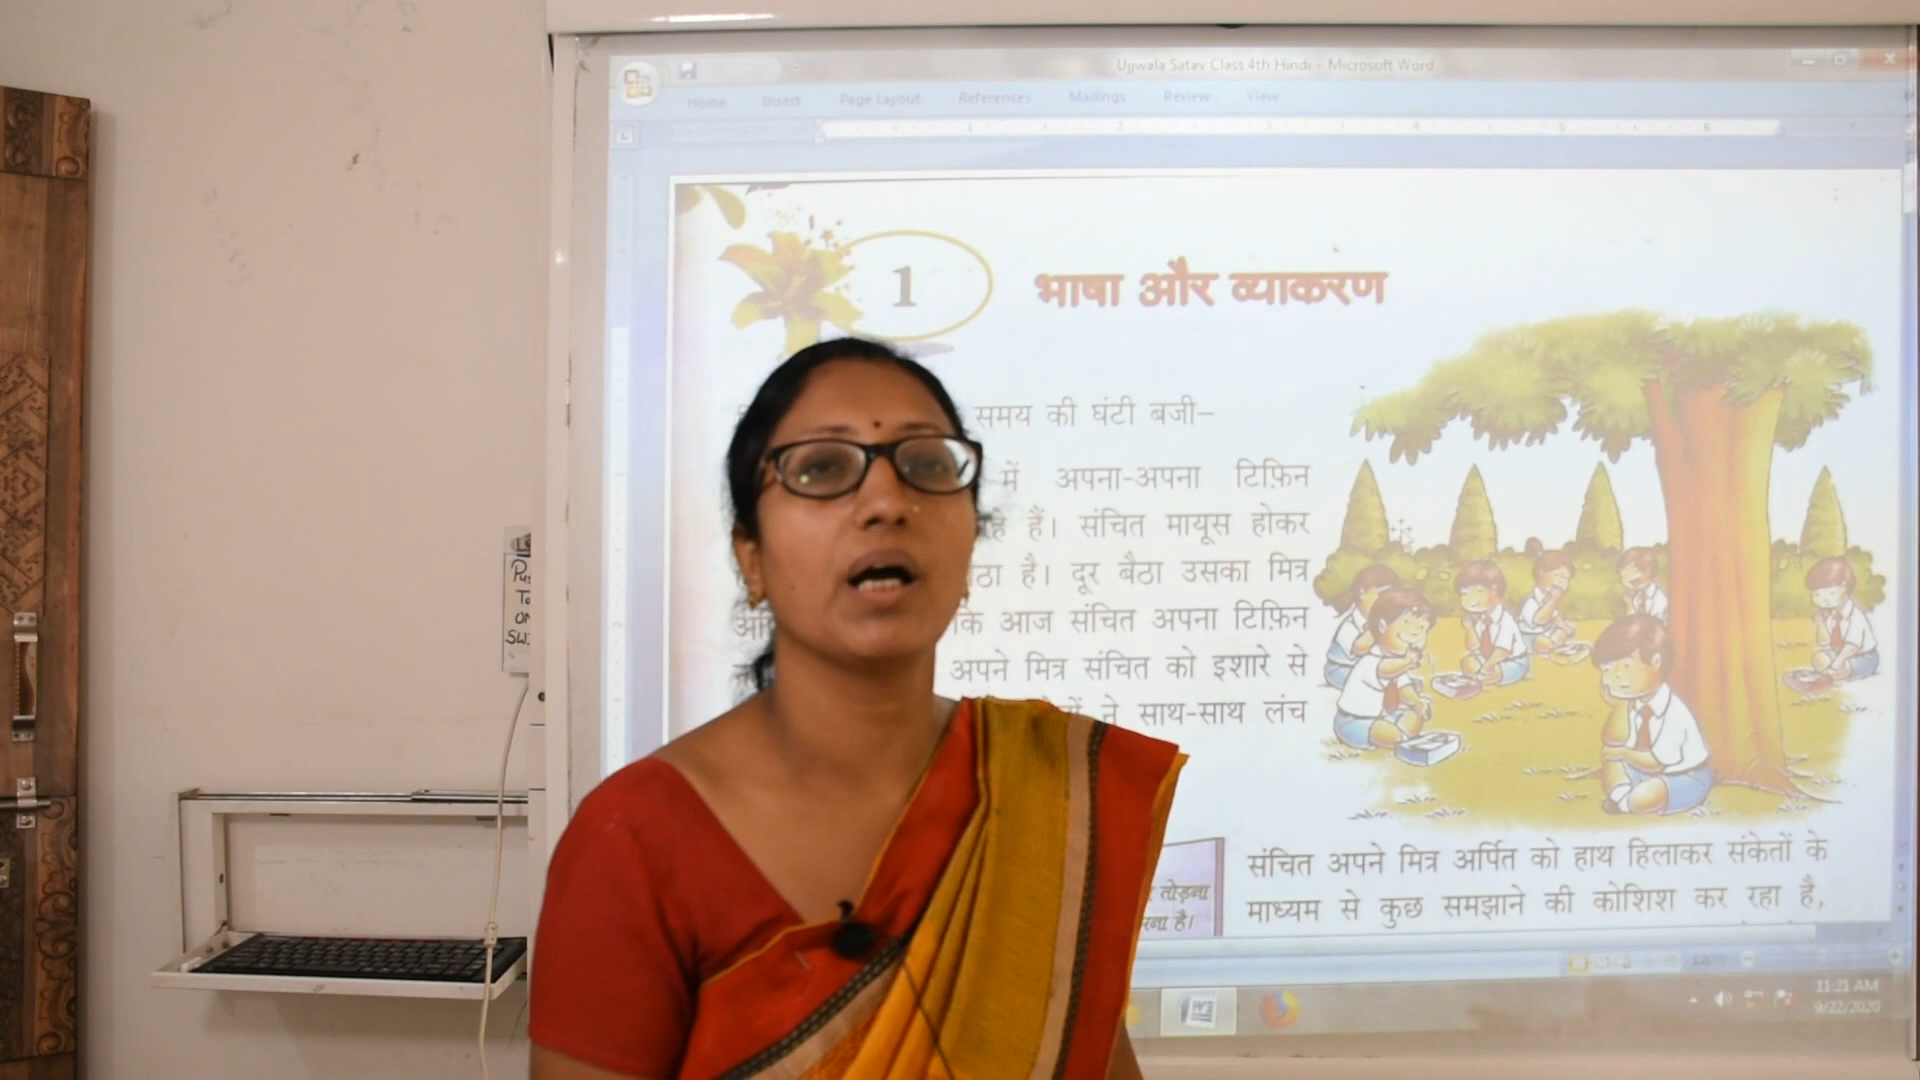 Ujjwala Satav Class 4th Hindi - Microsoft Word
Home Insert Page Layout References Mailings Review View
1
भाषा और व्याकरण
समय की घंटी बजी–
में अपना-अपना टिफ़िन
हैं। संचित मायूस होकर
है। दूर बैठा उसका मित्र
कि आज संचित अपना टिफ़िन
अपने मित्र संचित को इशारे से
ने साथ-साथ लंच
तोड़ना
है।
संचित अपने मित्र अर्पित को हाथ हिलाकर संकेतों के
माध्यम से कुछ समझाने की कोशिश कर रहा है,
11:21 AM
9/22/2020